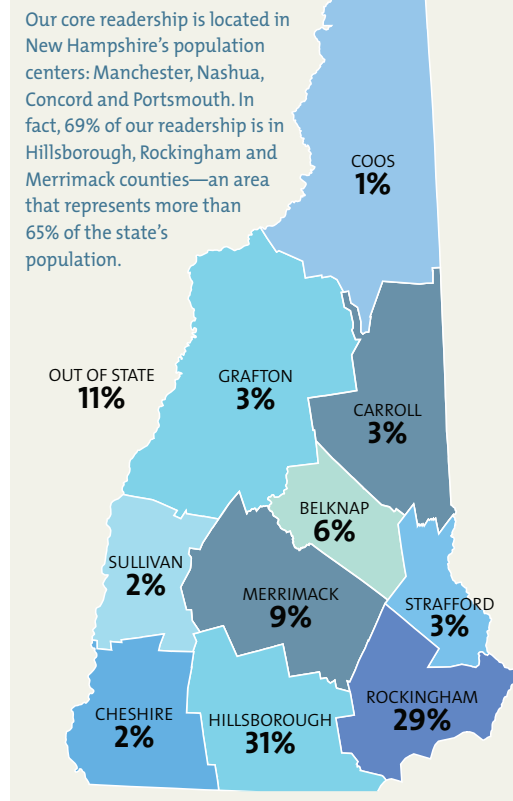 Our core readership is located in
New Hampshire’s population
centers: Manchester, Nashua,
Concord and Portsmouth. In
fact, 69% of our readership is in
Hillsborough, Rockingham and
Merrimack counties—an area
that represents more than
65% of the state’s
population.
COOS
1%
OUT OF STATE
11%
GRAFTON
3%
CARROLL
3%
BELKNAP
6%
SULLIVAN
2%
MERRIMACK
9%
STRAFFORD
3%
ROCKINGHAM
29%
CHESHIRE
2%
HILLSBOROUGH
31%